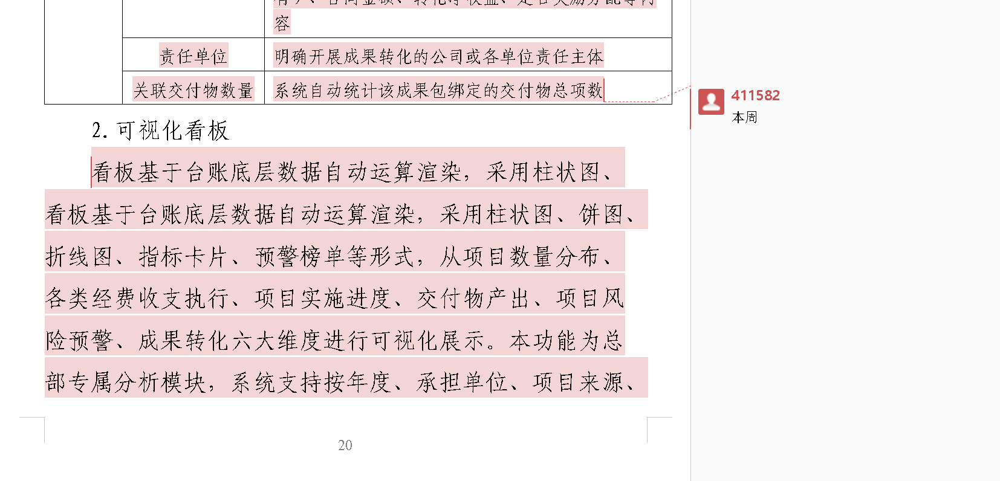 容
责任单位 明确开展成果转化的公司或各单位责任主体
关联交付物数量 系统自动统计该成果包绑定的交付物总项数
411582
本周
2.可视化看板
看板基于台账底层数据自动运算渲染，采用柱状图、
看板基于台账底层数据自动运算渲染，采用柱状图、饼图、
折线图、指标卡片、预警榜单等形式，从项目数量分布、
各类经费收支执行、项目实施进度、交付物产出、项目风
险预警、成果转化六大维度进行可视化展示。本功能为总
部专属分析模块，系统支持按年度、承担单位、项目来源、
20